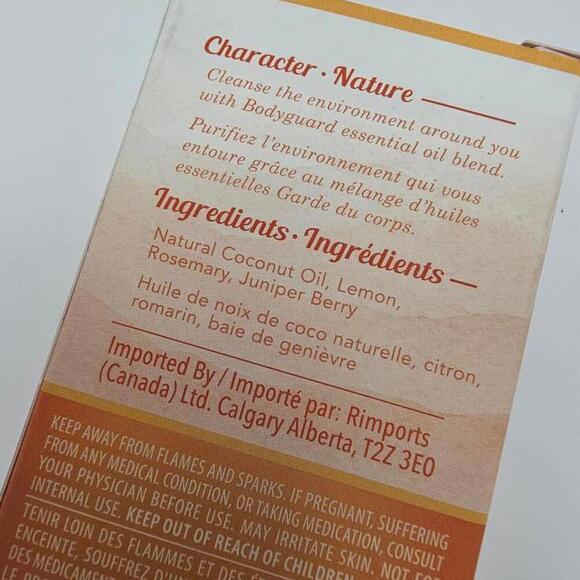 Character · Nature
Cleanse the environment around you
with Bodyguard essential oil blend.
Purifiez l'environnement qui vous
entoure grâce au mélange d'huiles
essentielles Garde du corps.
Ingredients · Ingrédients
Natural Coconut Oil, Lemon,
Rosemary, Juniper Berry
Huile de noix de coco naturelle, citron,
romarin, baie de genièvre
Imported By / Importé par: Rimports
(Canada) Ltd. Calgary Alberta, T2Z 3E0
KEEP AWAY FROM FLAMES AND SPARKS. IF PREGNANT, SUFFERING
FROM ANY MEDICAL CONDITION, OR TAKING MEDICATION, CONSULT
YOUR PHYSICIAN BEFORE USE. MAY IRRITATE SKIN. NOT
INTERNAL USE. KEEP OUT OF REACH OF CHILDREN
TENIR LOIN DES FLAMMES ET DES
ENCEINTE, SOUFFREZ
DES